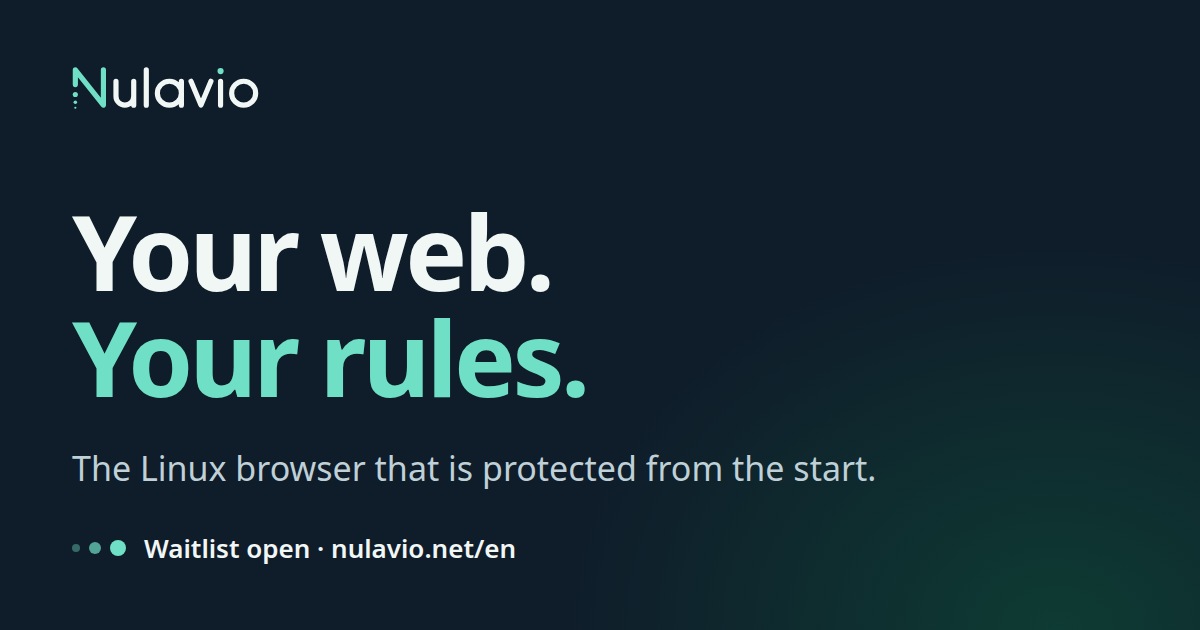 Nulavio
Your web.
Your rules.
The Linux browser that is protected from the start.
Waitlist open · nulavio.net/en